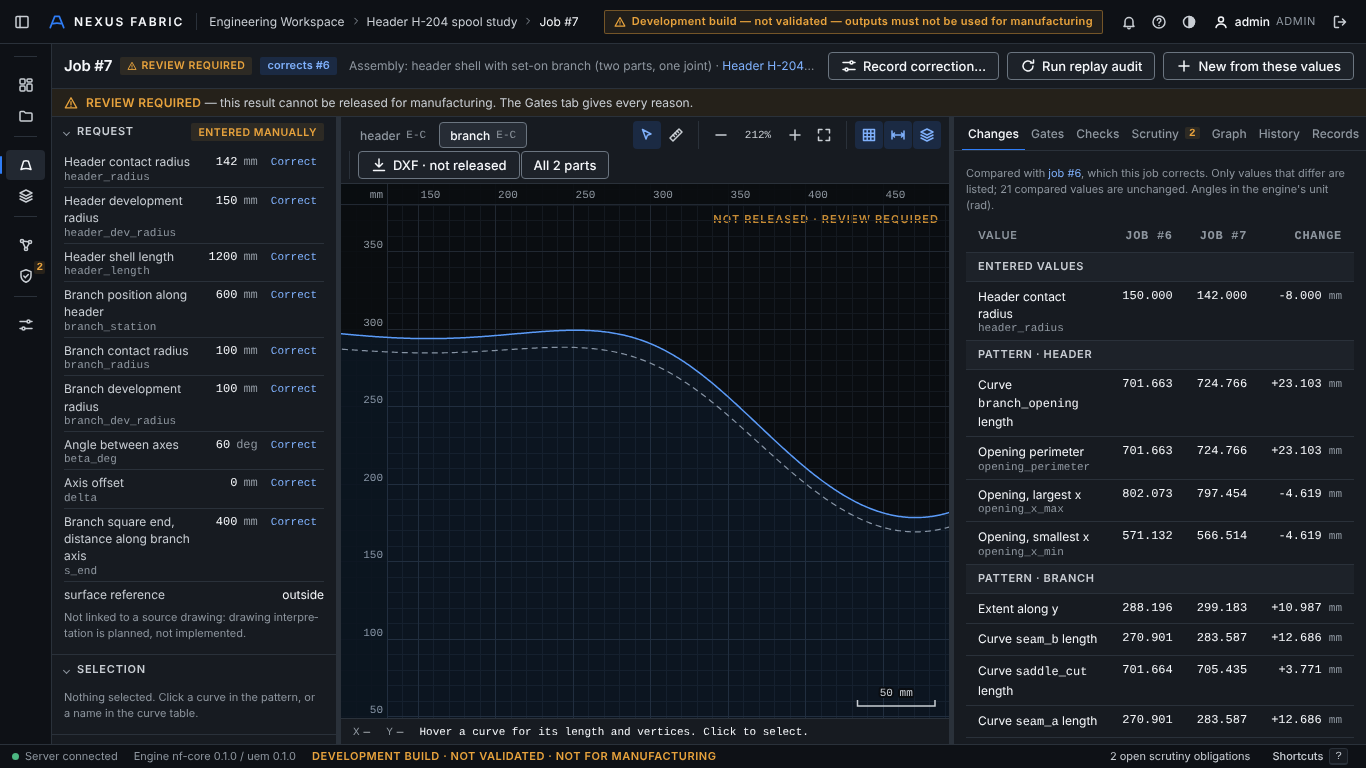 NEXUS FABRIC
Engineering Workspace > Header H-204 spool study > Job #7
Development build — not validated — outputs must not be used for manufacturing
admin ADMIN
Job #7
REVIEW REQUIRED
corrects #6
Assembly: header shell with set-on branch (two parts, one joint) · Header H-204...
Record correction...
Run replay audit
New from these values
REVIEW REQUIRED — this result cannot be released for manufacturing. The Gates tab gives every reason.
2
REQUEST
ENTERED MANUALLY
Header contact radius 142 mm Correct
header_radius
Header development 150 mm Correct
radius
header_dev_radius
Header shell length 1200 mm Correct
header_length
Branch position along 600 mm Correct
header
branch_station
Branch contact radius 100 mm Correct
branch_radius
Branch development 100 mm Correct
radius
branch_dev_radius
Angle between axes 60 deg Correct
beta_deg
Axis offset 0 mm Correct
delta
Branch square end, 400 mm Correct
distance along branch
axis
s_end
surface reference outside
Not linked to a source drawing: drawing interpre-
tation is planned, not implemented.
SELECTION
Nothing selected. Click a curve in the pattern, or
a name in the curve table.
header E-C
branch E-C
212%
DXF · not released
All 2 parts
mm 150 200 250 300 350 400 450
NOT RELEASED · REVIEW REQUIRED
350
300
250
200
150
100
50
50 mm
X — Y — Hover a curve for its length and vertices. Click to select.
Changes Gates Checks Scrutiny 2 Graph History Records
Compared with job #6, which this job corrects. Only values that differ are
listed; 21 compared values are unchanged. Angles in the engine's unit
(rad).
VALUE JOB #6 JOB #7 CHANGE
ENTERED VALUES
Header contact 150.000 142.000 -8.000 mm
radius
header_radius
PATTERN · HEADER
Curve 701.663 724.766 +23.103 mm
branch_opening
length
Opening perimeter 701.663 724.766 +23.103 mm
opening_perimeter
Opening, largest x 802.073 797.454 -4.619 mm
opening_x_max
Opening, smallest x 571.132 566.514 -4.619 mm
opening_x_min
PATTERN · BRANCH
Extent along y 288.196 299.183 +10.987 mm
Curve seam_b length 270.901 283.587 +12.686 mm
Curve saddle_cut 701.664 705.435 +3.771 mm
length
Curve seam_a length 270.901 283.587 +12.686 mm
Server connected
Engine nf-core 0.1.0 / uem 0.1.0
DEVELOPMENT BUILD · NOT VALIDATED · NOT FOR MANUFACTURING
2 open scrutiny obligations
Shortcuts ?